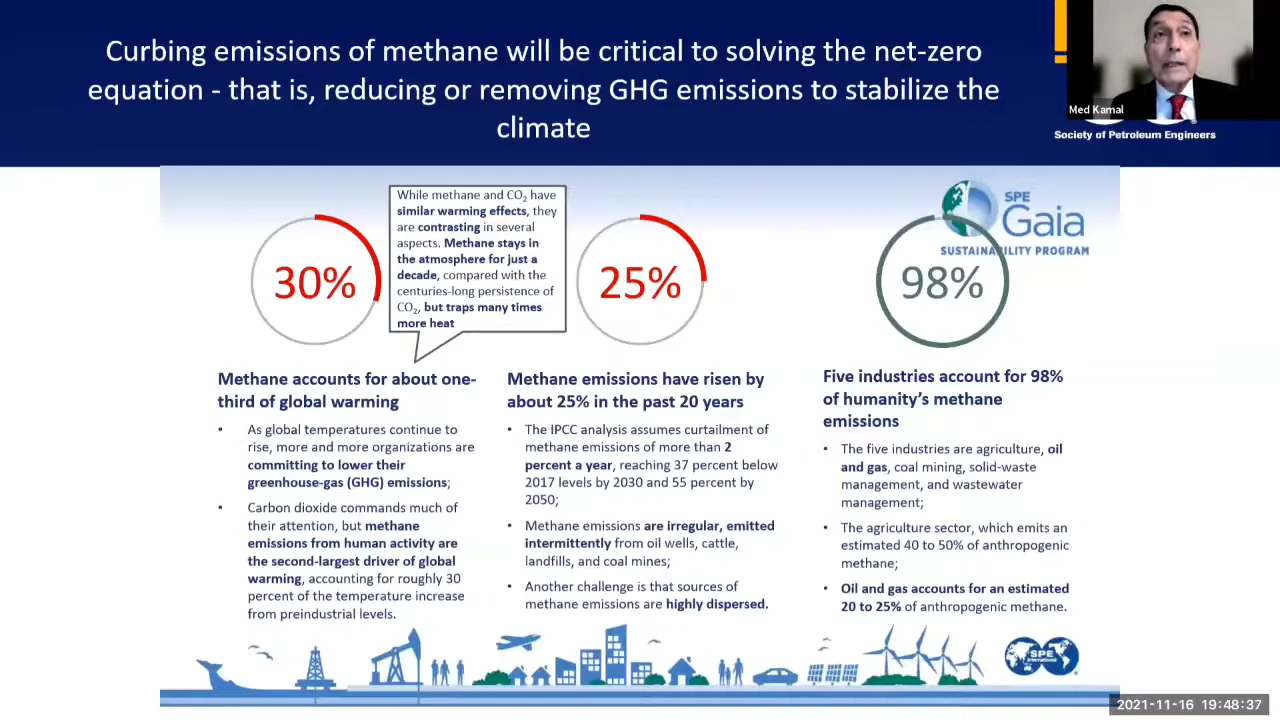 Curbing emissions of methane will be critical to solving the net-zero
equation - that is, reducing or removing GHG emissions to stabilize the
climate
Med Kamal
Society of Petroleum Engineers
While methane and CO₂ have
similar warming effects, they
are contrasting in several
aspects. Methane stays in
the atmosphere for just a
decade, compared with the
centuries-long persistence of
CO₂, but traps many times
more heat
SPE
Gaia
SUSTAINABILITY PROGRAM
30%
25%
98%
Methane accounts for about one-
third of global warming
• As global temperatures continue to
rise, more and more organizations are
committing to lower their
greenhouse-gas (GHG) emissions;
• Carbon dioxide commands much of
their attention, but methane
emissions from human activity are
the second-largest driver of global
warming, accounting for roughly 30
percent of the temperature increase
from preindustrial levels.
Methane emissions have risen by
about 25% in the past 20 years
• The IPCC analysis assumes curtailment of
methane emissions of more than 2
percent a year, reaching 37 percent below
2017 levels by 2030 and 55 percent by
2050;
• Methane emissions are irregular, emitted
intermittently from oil wells, cattle,
landfills, and coal mines;
• Another challenge is that sources of
methane emissions are highly dispersed.
Five industries account for 98%
of humanity's methane
emissions
• The five industries are agriculture, oil
and gas, coal mining, solid-waste
management, and wastewater
management;
• The agriculture sector, which emits an
estimated 40 to 50% of anthropogenic
methane;
• Oil and gas accounts for an estimated
20 to 25% of anthropogenic methane.
SPE
International
2021-11-16 19:48:37